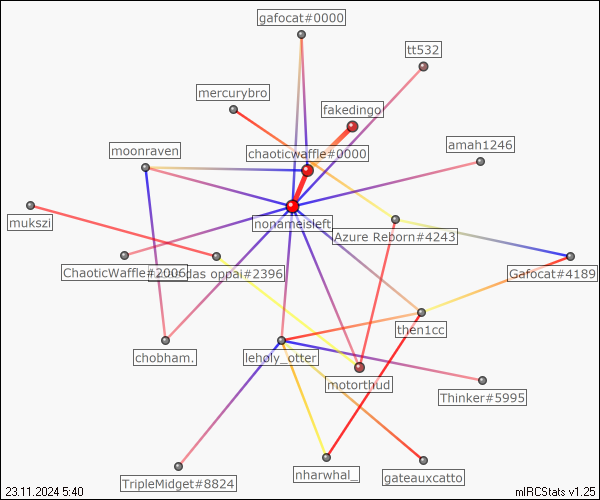 gafocat#0000
tt532
mercurybro
fakedingo
amah1246
moonraven
chaoticwaffle#0000
mukszi
nonameisleft
Azure Reborn#4243
ChaoticWaffle#2006
das oppai#2396
Gafocat#4189
then1cc
chobham.
leholy_otter
motorthud
Thinker#5995
TripleMidget#8824
nharwhal_
gateauxcatto
23.11.2024 5:40
mIRCStats v1.25